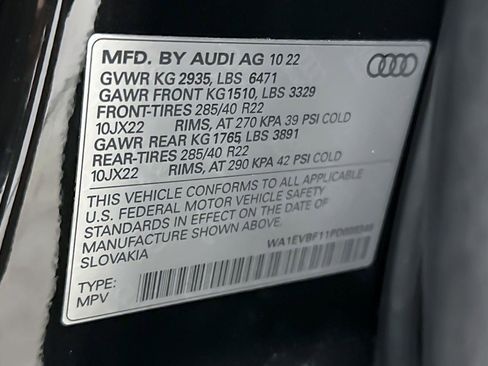 MFD. BY AUDI AG 10 22
GVWR KG 2935, LBS 6471
GAWR FRONT KG1510, LBS 3329
FRONT-TIRES 285/40 R22
10JX22 RIMS, AT 270 KPA 39 PSI COLD
GAWR REAR KG 1765 LBS 3891
REAR-TIRES 285/40 R22
10JX22 RIMS, AT 290 KPA 42 PSI COLD
THIS VEHICLE CONFORMS TO ALL APPLICABLE
U.S. FEDERAL MOTOR VEHICLE SAFETY
STANDARDS IN EFFECT ON THE DATE OF
MANUFACTURE SHOWN ABOVE.
SLOVAKIA
TYPE:
MPV